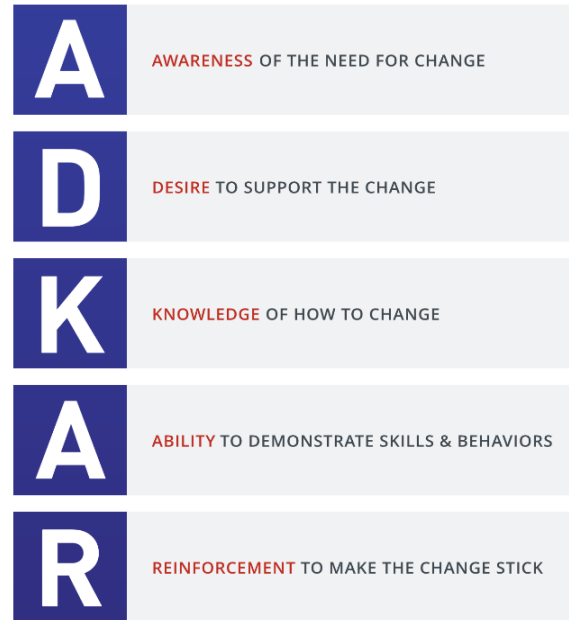 A
AWARENESS OF THE NEED FOR CHANGE
D
DESIRE TO SUPPORT THE CHANGE
K
KNOWLEDGE OF HOW TO CHANGE
A
ABILITY TO DEMONSTRATE SKILLS & BEHAVIORS
R
REINFORCEMENT TO MAKE THE CHANGE STICK